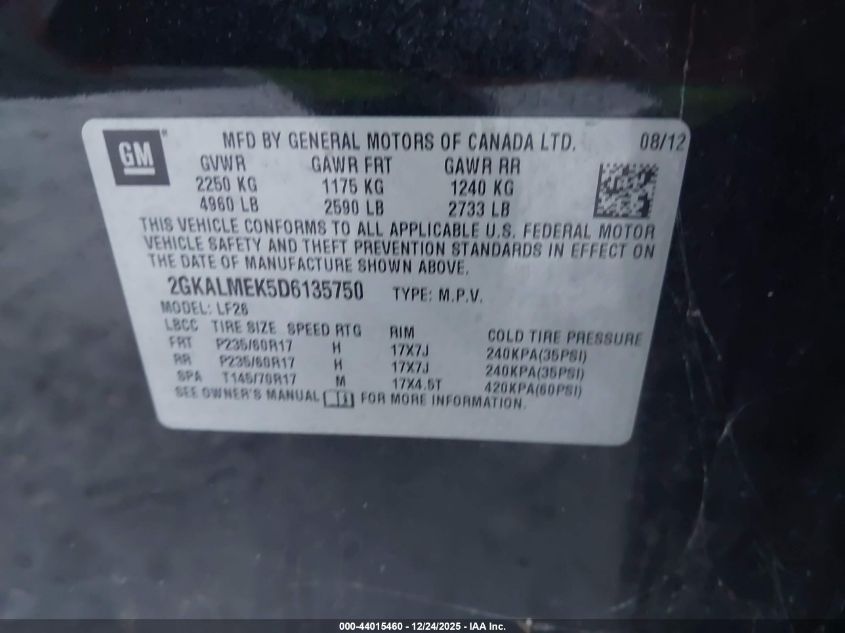 GM® MFD BY GENERAL MOTORS OF CANADA LTD. 08/12
GVWR GAWR FRT GAWR RR
2250 KG 1175 KG 1240 KG
4960 LB 2590 LB 2733 LB
THIS VEHICLE CONFORMS TO ALL APPLICABLE U.S. FEDERAL MOTOR
VEHICLE SAFETY AND THEFT PREVENTION STANDARDS IN EFFECT ON
THE DATE OF MANUFACTURE SHOWN ABOVE.
2GKALMEK5D6135750 TYPE: M.P.V.
MODEL: LF26
LBCC TIRE SIZE SPEED RTG RIM COLD TIRE PRESSURE
FRT P235/60R17 H 17X7J 240KPA(35PSI)
RR P235/60R17 H 17X7J 240KPA(35PSI)
SPA T145/70R17 M 17X4.5T 420KPA(60PSI)
SEE OWNER'S MANUAL FOR MORE INFORMATION.
000-44015460 - 12/24/2025 - IAA Inc.